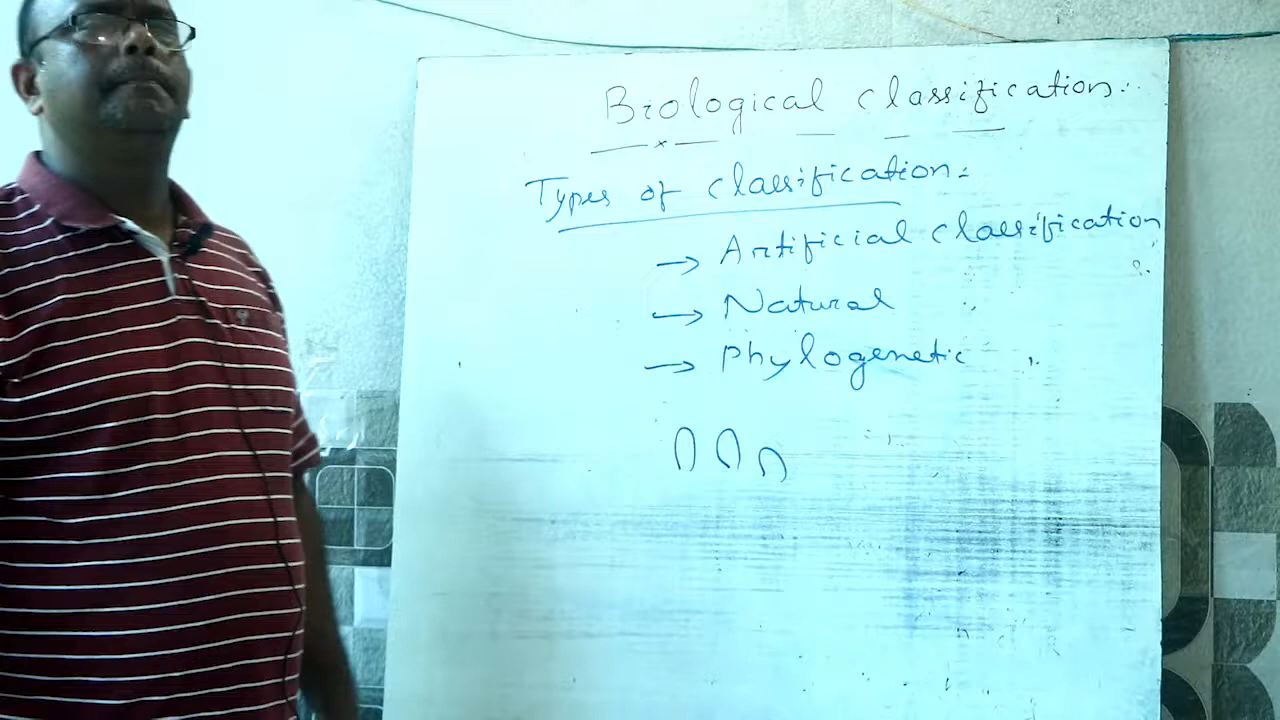 Biological classification:
Types of classification:
→ Artificial classification
→ Natural "
→ Phylogenetic "